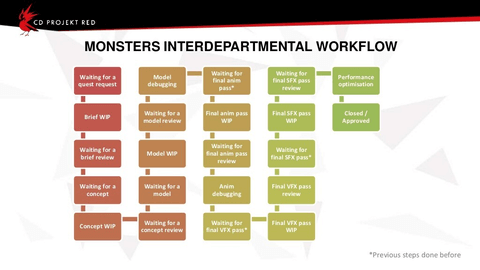 CD PROJEKT RED
MONSTERS INTERDEPARTMENTAL WORKFLOW
Waiting for a
quest request
Brief WIP
Waiting for a
brief review
Waiting for a
concept
Concept WIP
Waiting for a
concept review
Waiting for a
model
Model WIP
Waiting for a
model review
Model
debugging
Waiting for
final anim
pass*
Final anim pass
WIP
Waiting for
final anim pass
review
Anim
debugging
Waiting for
final VFX pass*
Final VFX pass
WIP
Final VFX pass
review
Waiting for
final SFX pass*
Final SFX pass
WIP
Waiting for
final SFX pass
review
Performance
optimisation
Closed /
Approved
*Previous steps done before